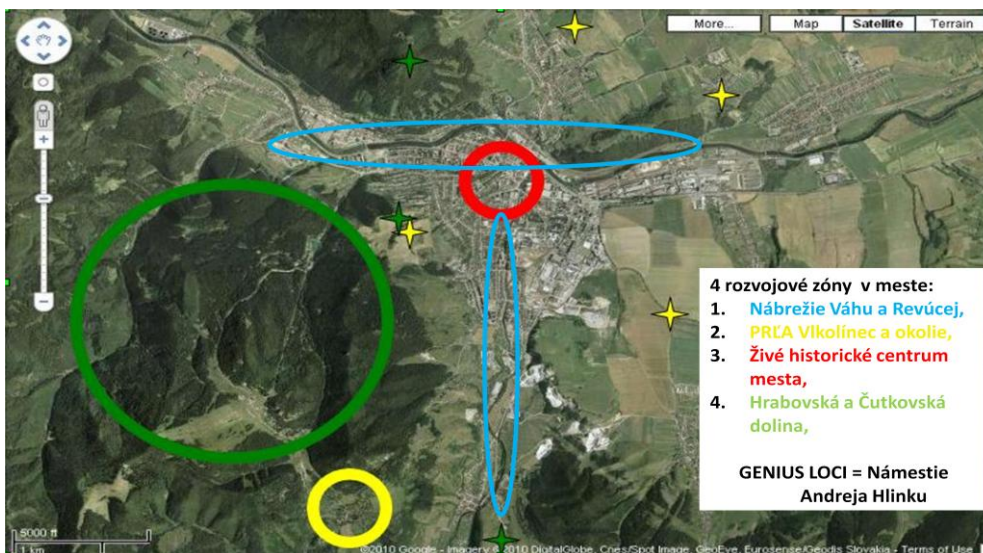 More...
Map
Satellite
Terrain
4 rozvojové zóny v meste:
1. Nábrežie Váhu a Revúcej,
2. PRĽA Vlkolínec a okolie,
3. Živé historické centrum
mesta,
4. Hrabovská a Čutkovská
dolina,
GENIUS LOCI = Námestie
Andreja Hlinku
5000 ft
1 km
©2010 Google - Imagery © 2010 DigitalGlobe, Cnes/Spot Image, GeoEye, Eurosense/Geodis Slovakia - Terms of Use